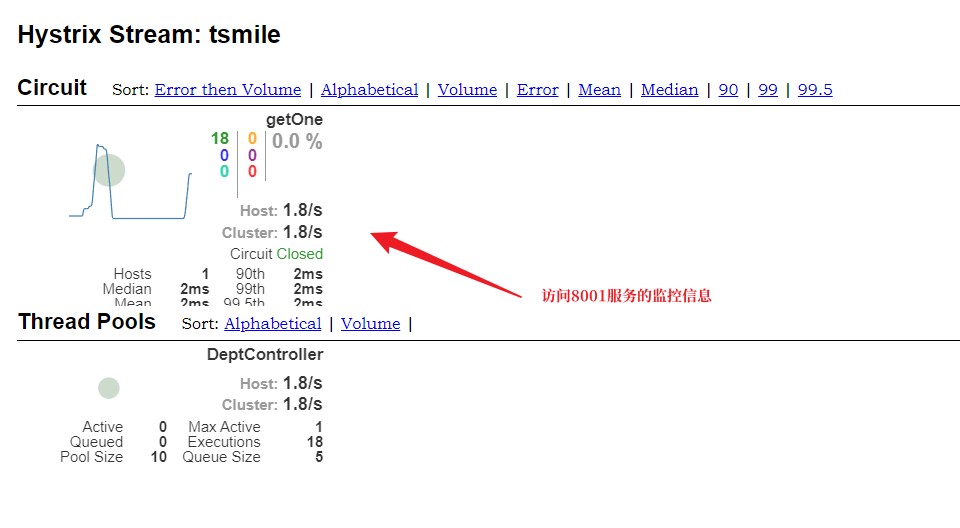 Hystrix Stream: tsmile
Circuit Sort: Error then Volume | Alphabetical | Volume | Error | Mean | Median | 90 | 99 | 99.5
getOne
18 0 0.0 %
0 0
0 0
Host: 1.8/s
Cluster: 1.8/s
Circuit Closed
Hosts 1 90th 2ms
Median 2ms 99th 2ms
Mean 2ms 99.5th 2ms
访问8001服务的监控信息
Thread Pools Sort: Alphabetical | Volume |
DeptController
Host: 1.8/s
Cluster: 1.8/s
Active 0 Max Active 1
Queued 0 Executions 18
Pool Size 10 Queue Size 5